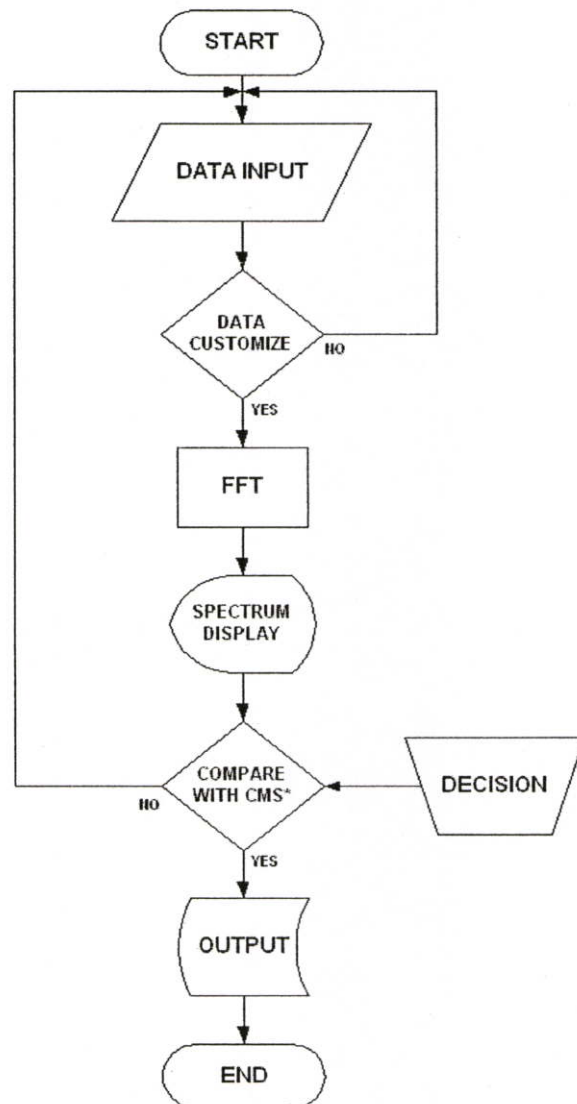 START
DATA INPUT
DATA
CUSTOMIZE
NO
YES
FFT
SPECTRUM
DISPLAY
COMPARE
WITH CMS*
NO
DECISION
YES
OUTPUT
END